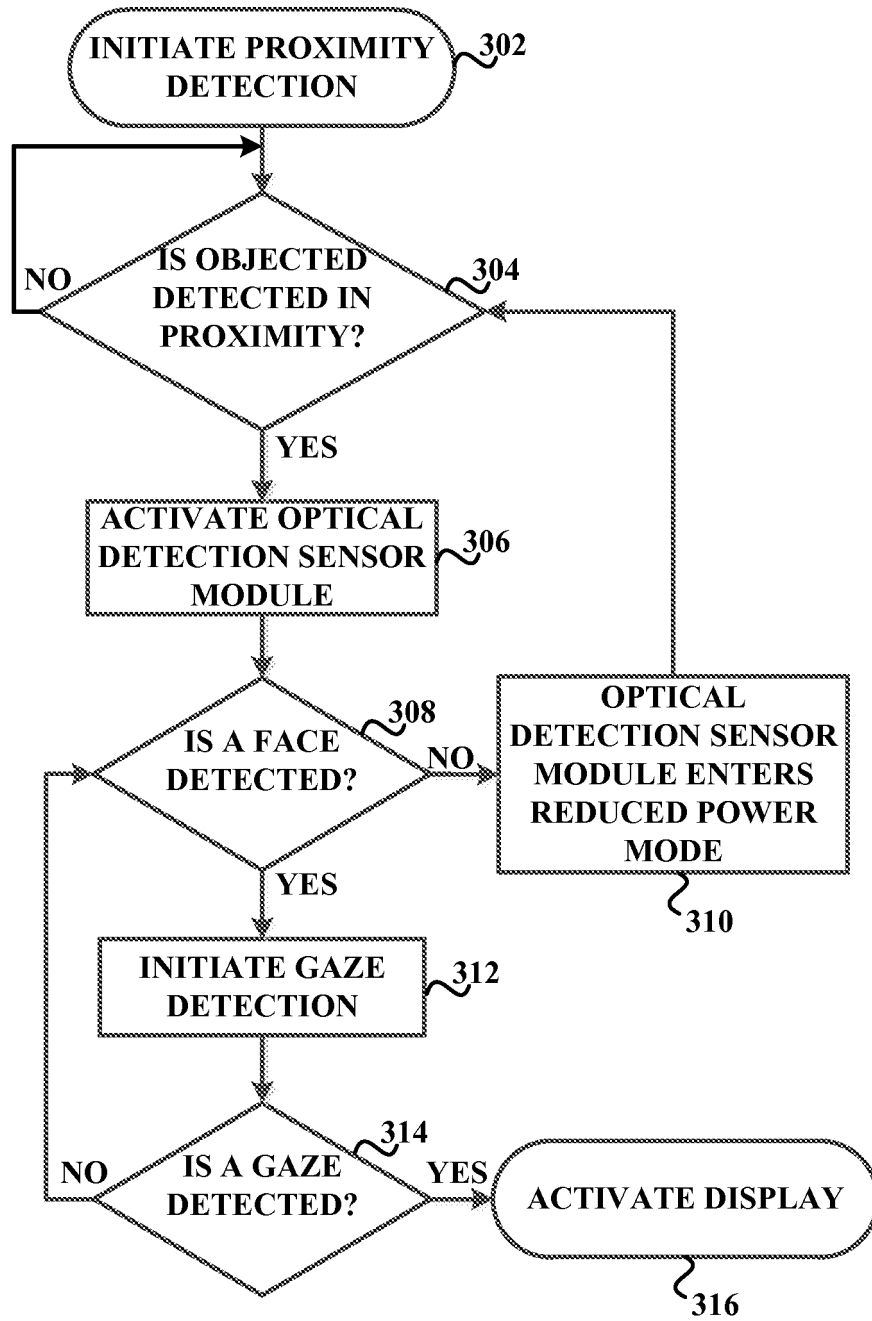 INITIATE PROXIMITY
DETECTION
302
IS OBJECTED
DETECTED IN
PROXIMITY?
304
NO
YES
ACTIVATE OPTICAL
DETECTION SENSOR
MODULE
306
IS A FACE
DETECTED?
308
NO
OPTICAL
DETECTION SENSOR
MODULE ENTERS
REDUCED POWER
MODE
310
YES
INITIATE GAZE
DETECTION
312
IS A GAZE
DETECTED?
314
NO
YES
ACTIVATE DISPLAY
316